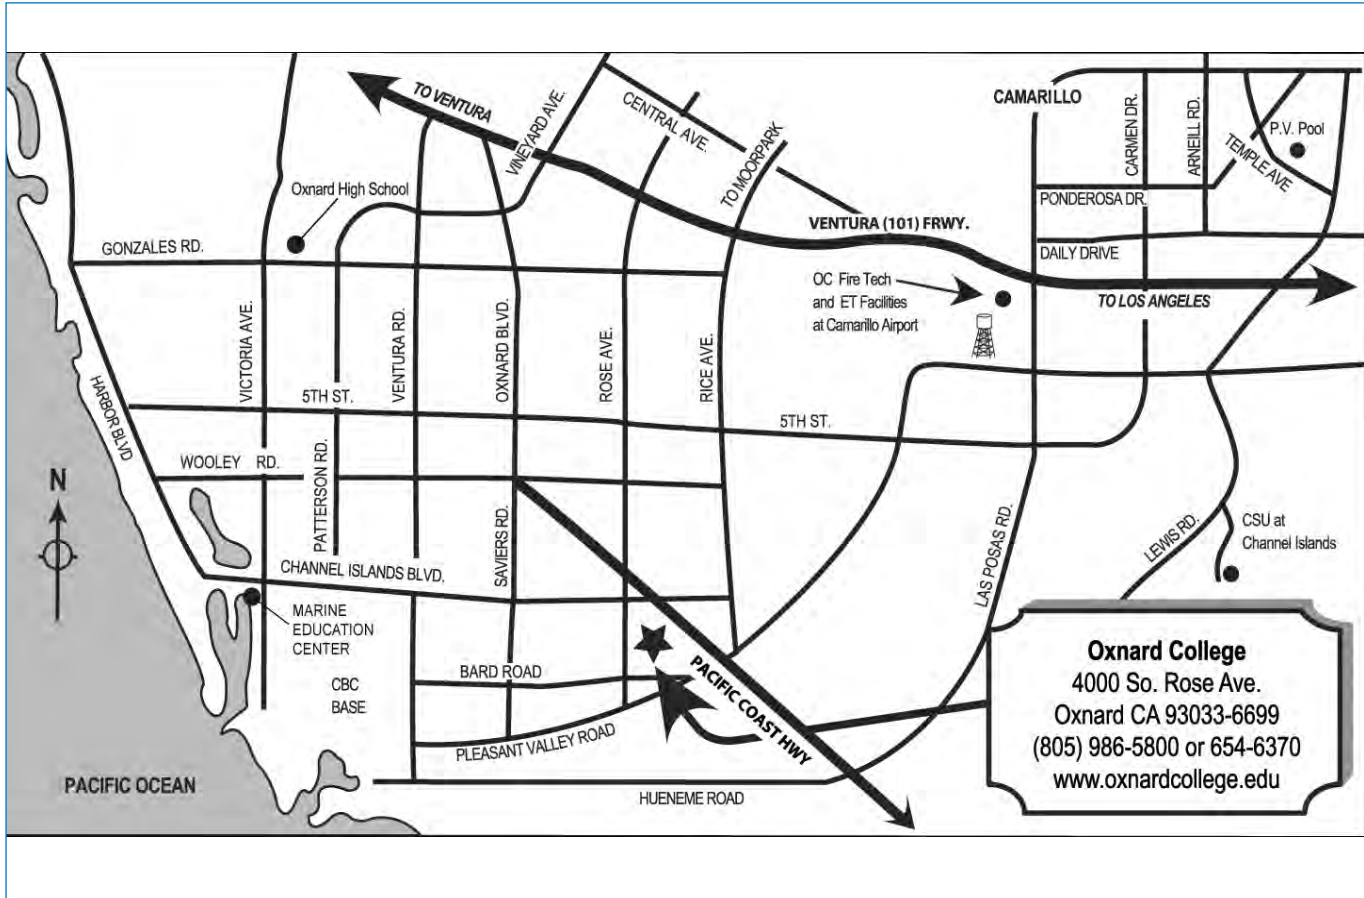 TO VENTURA
VINEYARD AVE.
CENTRAL AVE.
TO MOORPARK
CAMARILLO
CARMEN DR.
ARNEILL RD.
P.V. Pool
TEMPLE AVE
Oxnard High School
PONDEROSA DR.
VENTURA (101) FRWY.
GONZALES RD.
DAILY DRIVE
OC Fire Tech
and ET Facilities
at Camarillo Airport
TO LOS ANGELES
VICTORIA AVE.
VENTURA RD.
OXNARD BLVD.
ROSE AVE.
RICE AVE.
HARBOR BLVD
5TH ST.
5TH ST.
WOOLEY RD.
PATTERSON RD.
N
SAVIERS RD.
LAS POSAS RD.
LEWIS RD.
CSU at
Channel Islands
CHANNEL ISLANDS BLVD.
MARINE
EDUCATION
CENTER
BARD ROAD
CBC
BASE
PACIFIC COAST HWY
PLEASANT VALLEY ROAD
PACIFIC OCEAN
HUENEME ROAD
Oxnard College
4000 So. Rose Ave.
Oxnard CA 93033-6699
(805) 986-5800 or 654-6370
www.oxnardcollege.edu